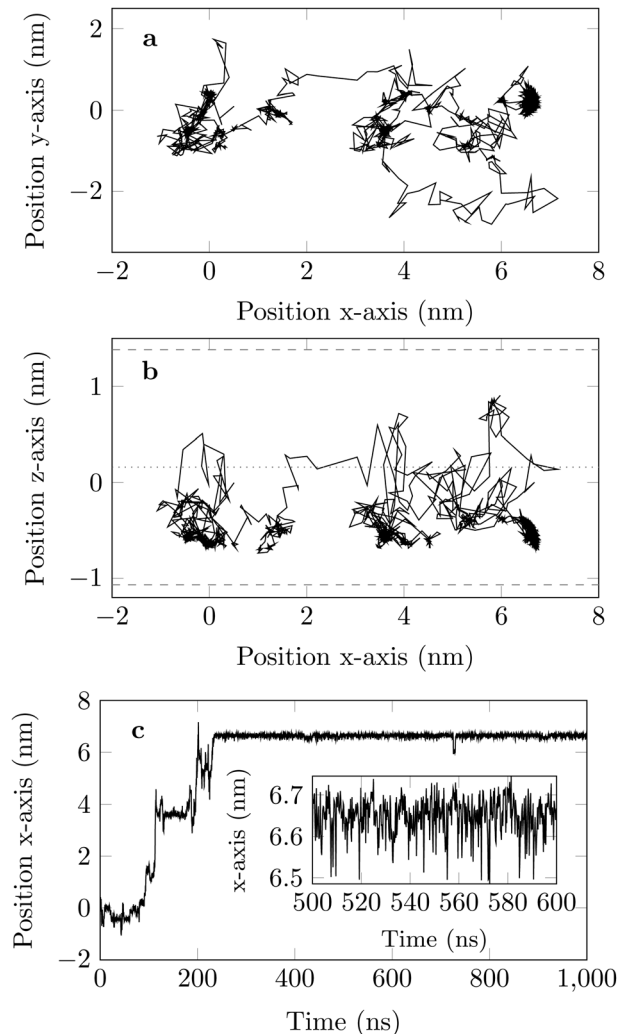 a
2
0
−2
Position y-axis (nm)
−2 0 2 4 6 8
Position x-axis (nm)
b
1
0
−1
Position z-axis (nm)
−2 0 2 4 6 8
Position x-axis (nm)
c
8
6
4
2
0
−2
Position x-axis (nm)
0 200 400 600 800 1,000
Time (ns)
6.7
6.6
6.5
x-axis (nm)
500 520 540 560 580 600
Time (ns)